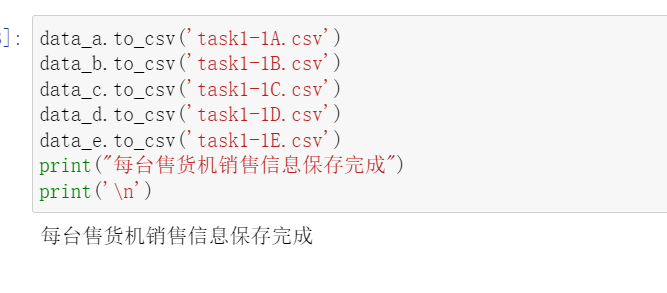 ]:
data_a.to_csv('task1-1A.csv')
data_b.to_csv('task1-1B.csv')
data_c.to_csv('task1-1C.csv')
data_d.to_csv('task1-1D.csv')
data_e.to_csv('task1-1E.csv')
print("每台售货机销售信息保存完成")
print('\n')
每台售货机销售信息保存完成